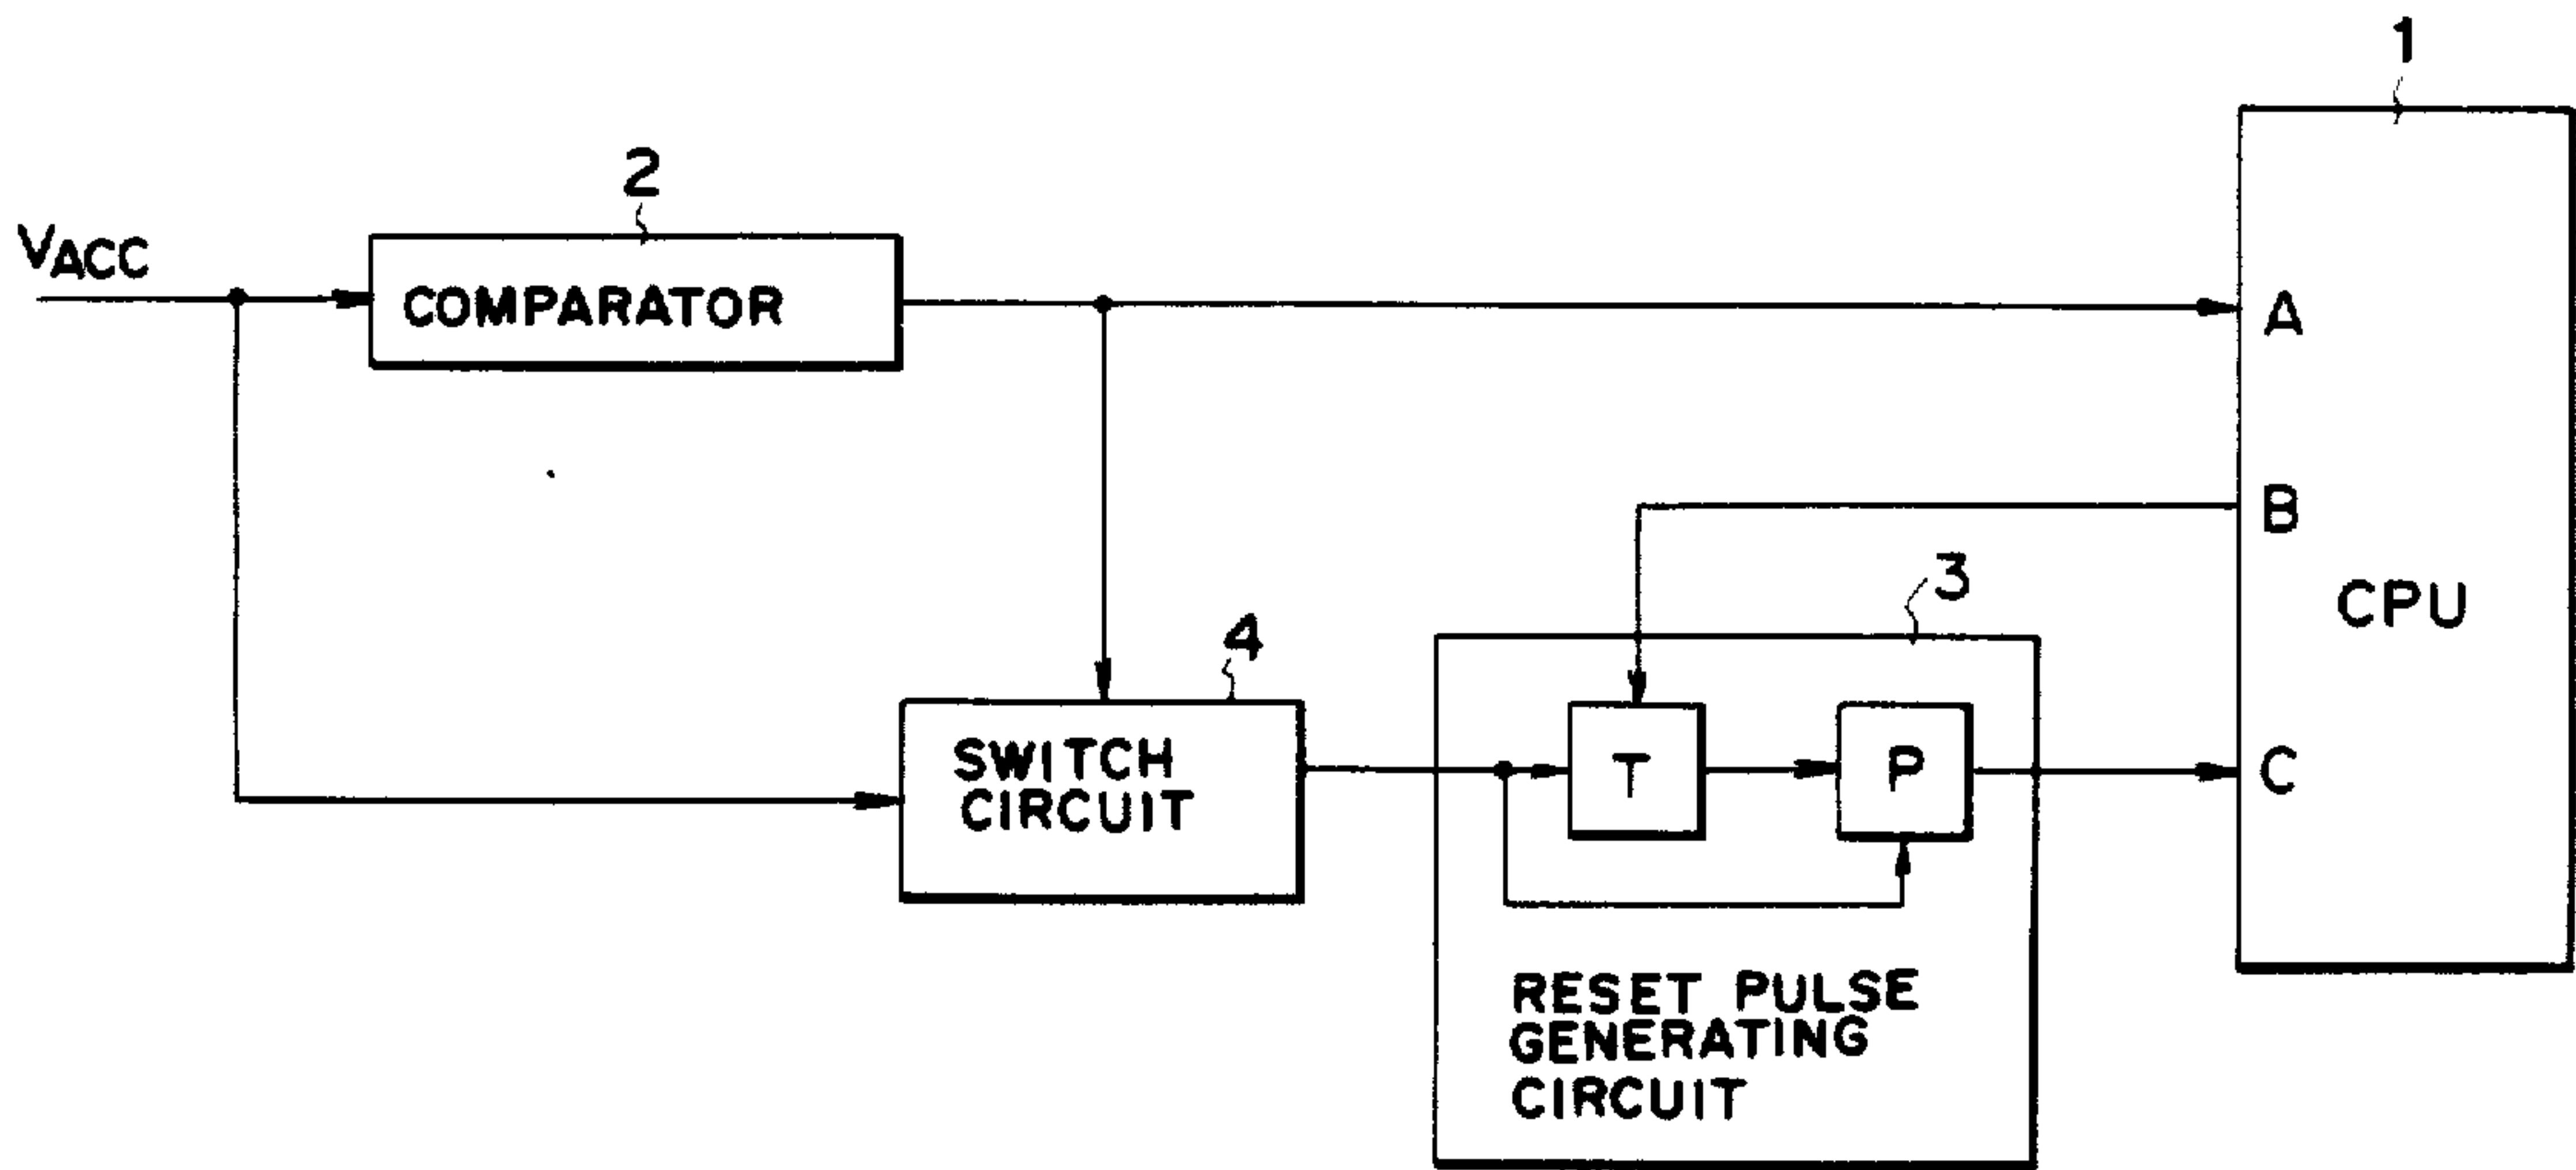 1
2
VACC
COMPARATOR
A
B
3
CPU
4
SWITCH
CIRCUIT
T
P
C
RESET PULSE
GENERATING
CIRCUIT